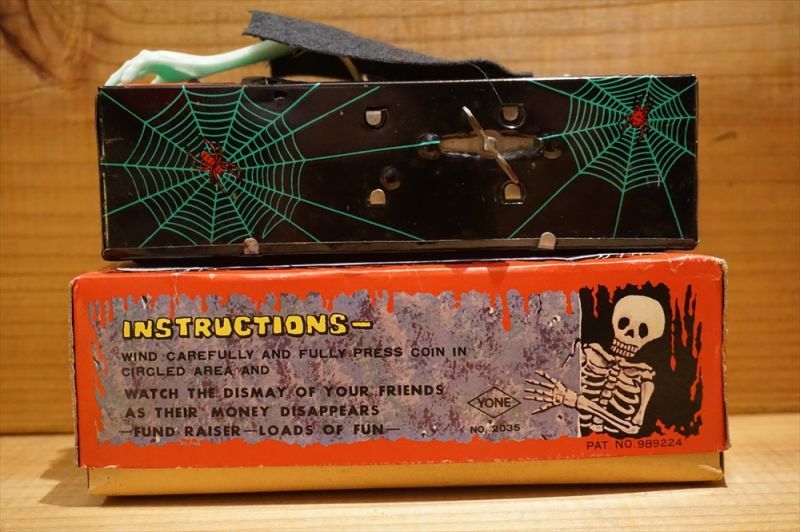 INSTRUCTIONS—
WIND CAREFULLY AND FULLY PRESS COIN IN
CIRCLED AREA AND
WATCH THE DISMAY OF YOUR FRIENDS
AS THEIR MONEY DISAPPEARS
—FUND RAISER—LOADS OF FUN—
YONE
NO. 2035
PAT. NO. 989224